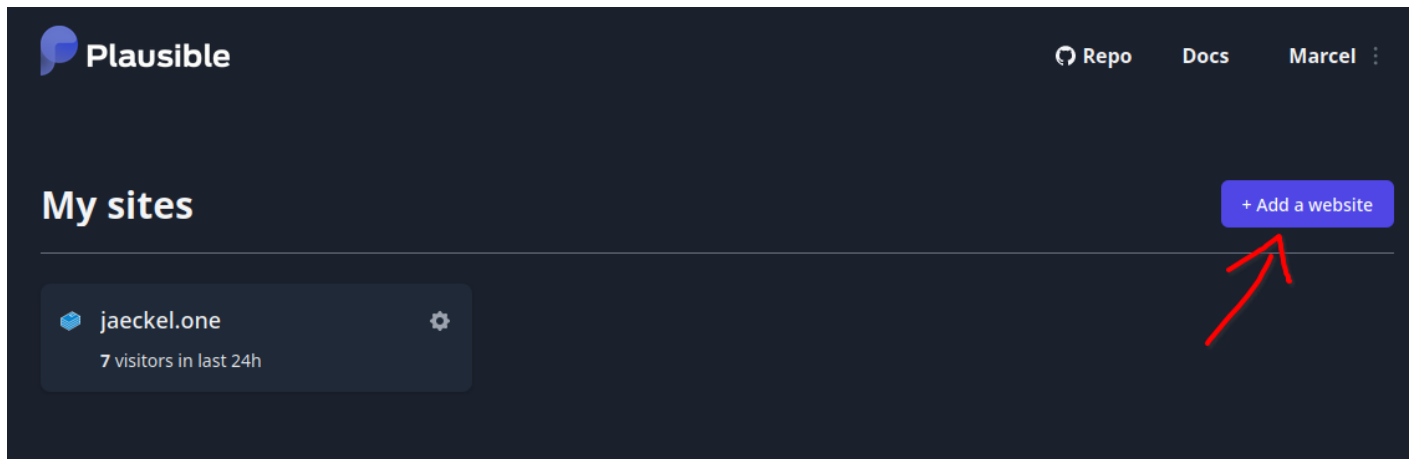 Plausible
Repo Docs Marcel
My sites
+ Add a website
jaeckel.one
7 visitors in last 24h